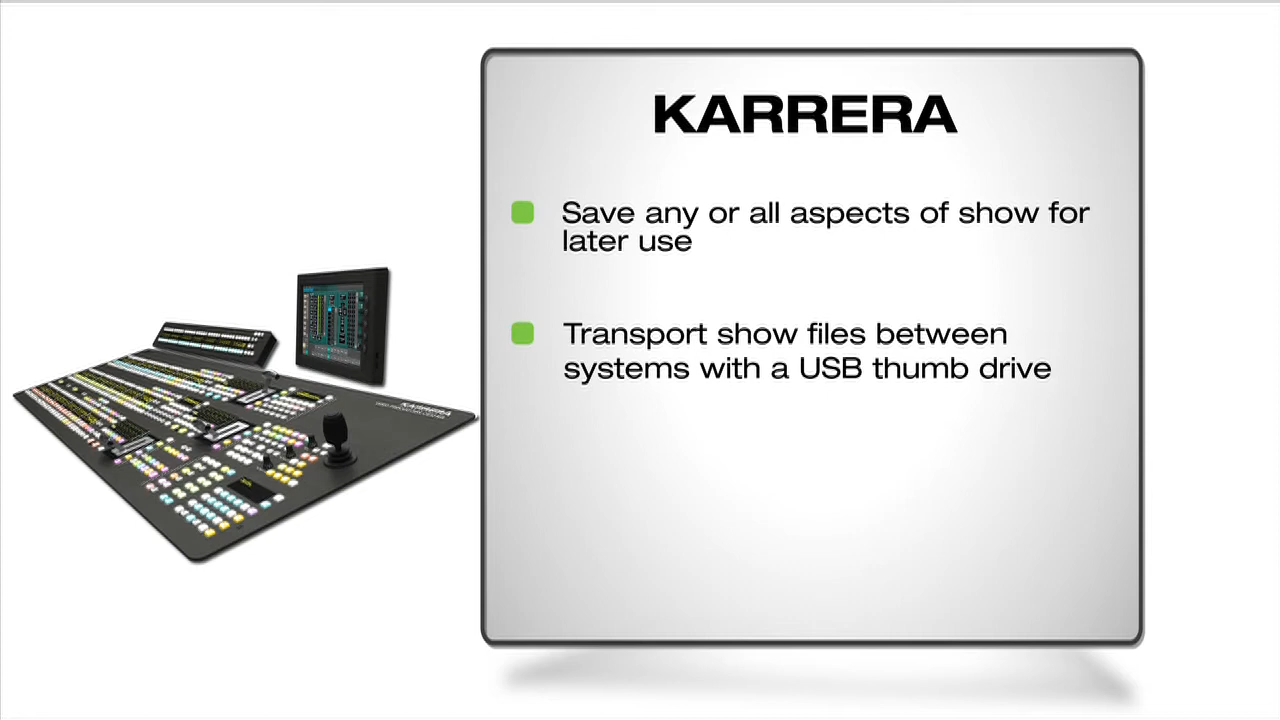 KARRERA
Save any or all aspects of show for
later use
Transport show files between
systems with a USB thumb drive
KARRERA